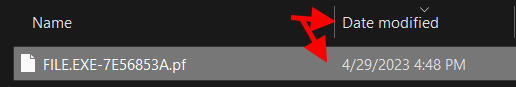 Name Date modified
FILE.EXE-7E56853A.pf 4/29/2023 4:48 PM